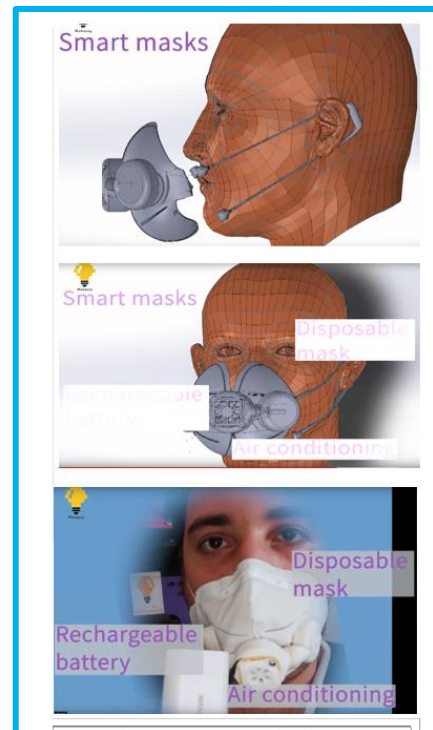 Smart masks
Smart masks
Disposable
mask
Rechargeable
battery
Air conditioning
Disposable
mask
Rechargeable
battery
Air conditioning